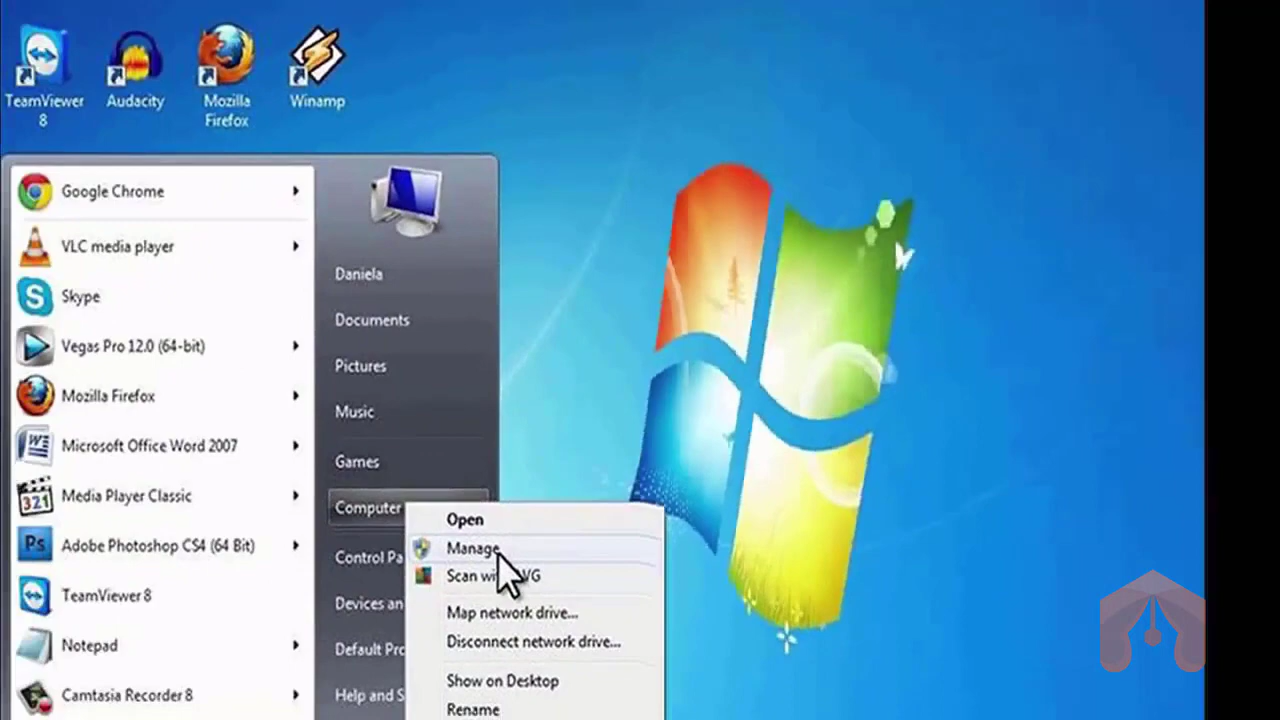 TeamViewer
8
Audacity
Mozilla
Firefox
Winamp
Google Chrome
VLC media player
Skype
Vegas Pro 12.0 (64-bit)
Mozilla Firefox
Microsoft Office Word 2007
Media Player Classic
321
Adobe Photoshop CS4 (64 Bit)
Ps
TeamViewer 8
Notepad
Camtasia Recorder 8
Daniela
Documents
Pictures
Music
Games
Computer
Control Pa
Devices an
Default Pro
Help and S
Open
Manage
Scan wi VG
Map network drive...
Disconnect network drive...
Show on Desktop
Rename